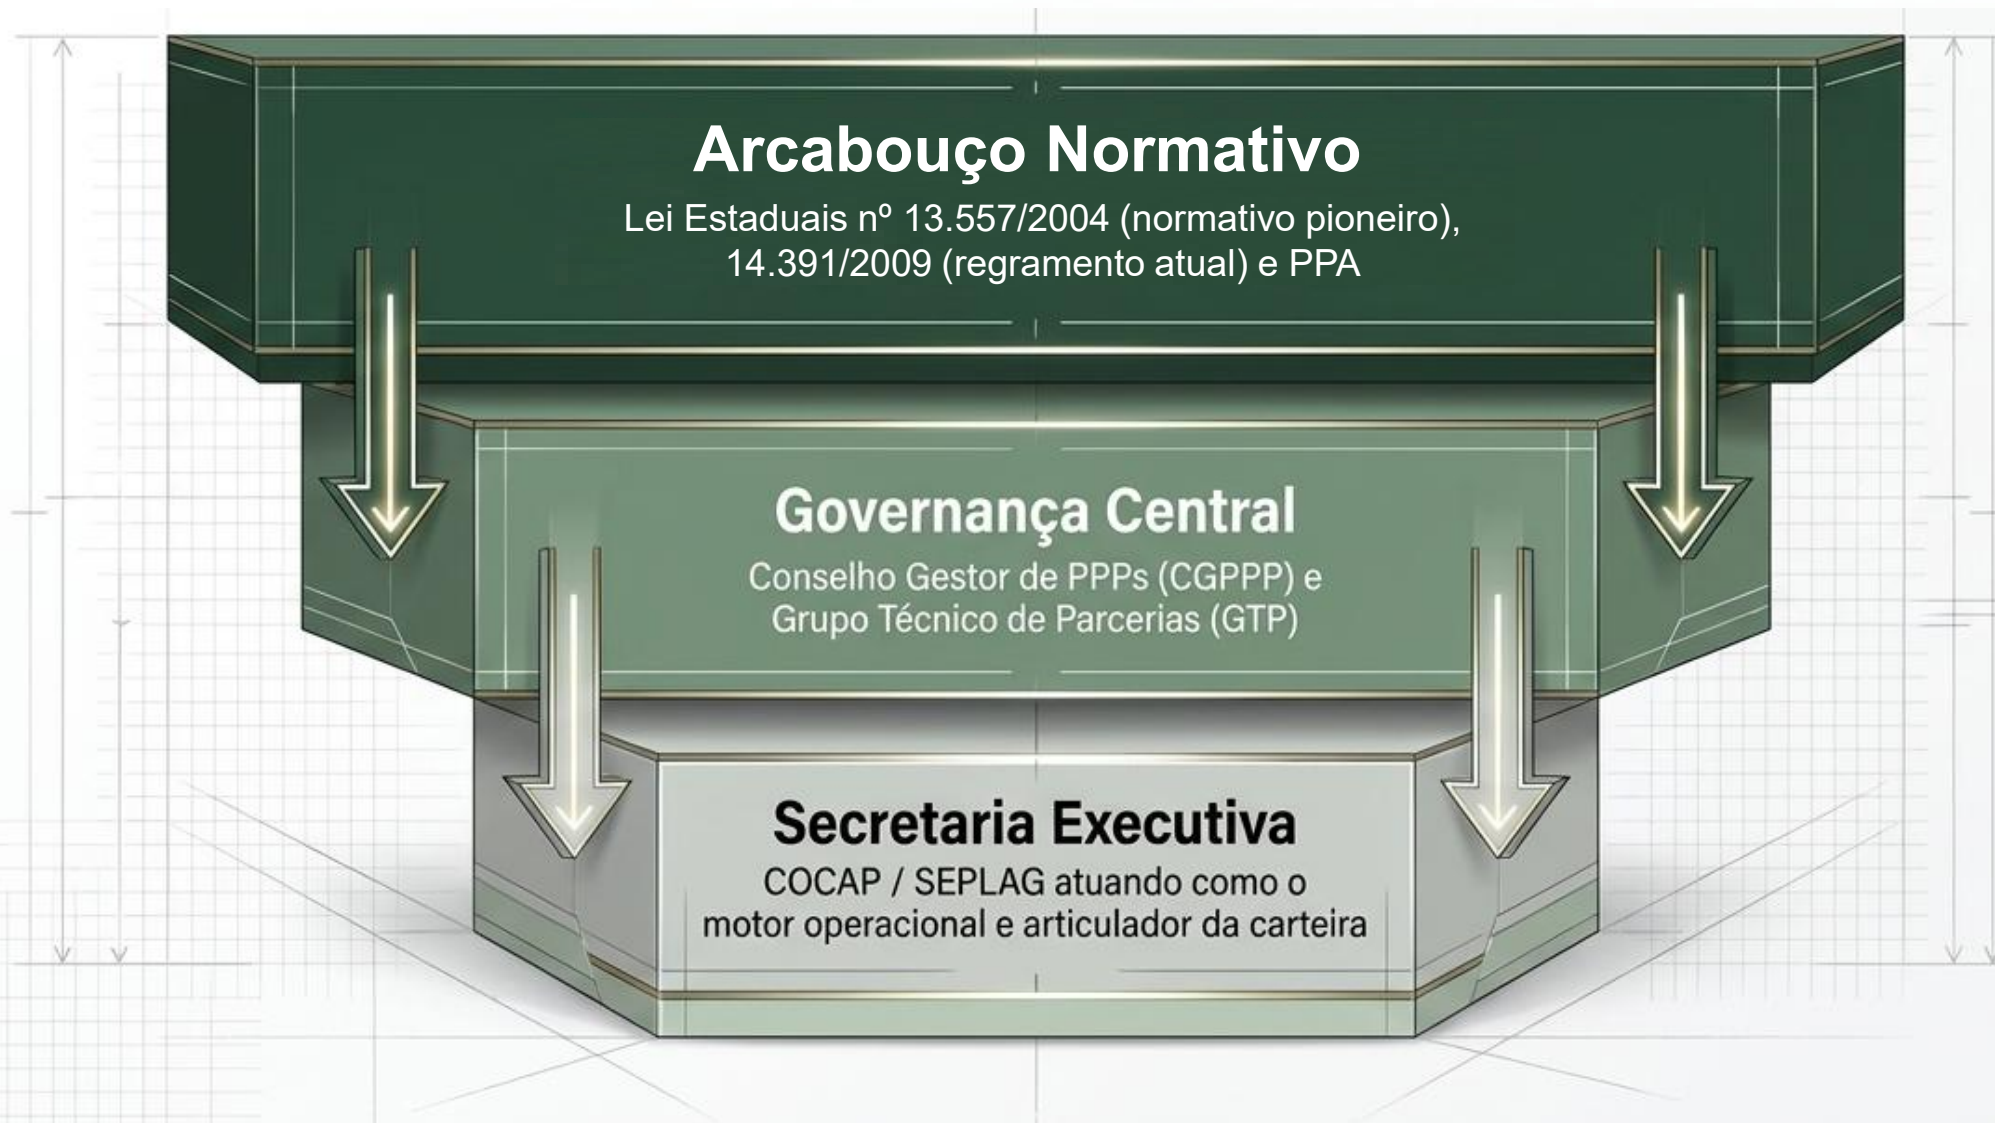 Arcabouço Normativo
Lei Estaduais nº 13.557/2004 (normativo pioneiro),
14.391/2009 (regramento atual) e PPA
Governança Central
Conselho Gestor de PPPs (CGPPP) e
Grupo Técnico de Parcerias (GTP)
Secretaria Executiva
COCAP / SEPLAG atuando como o
motor operacional e articulador da carteira